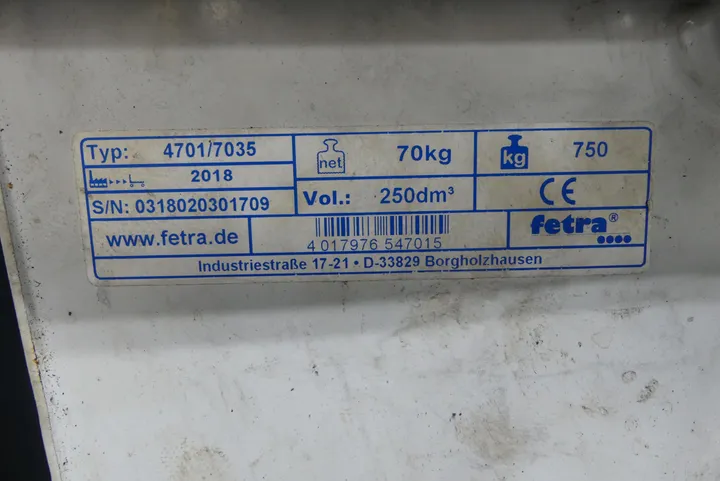 Typ: 4701/7035
net 70kg
kg 750
2018
S/N: 0318020301709
Vol.: 250dm³
CE
www.fetra.de
4 017976 547015
fetra®
Industriestraße 17-21 • D-33829 Borgholzhausen